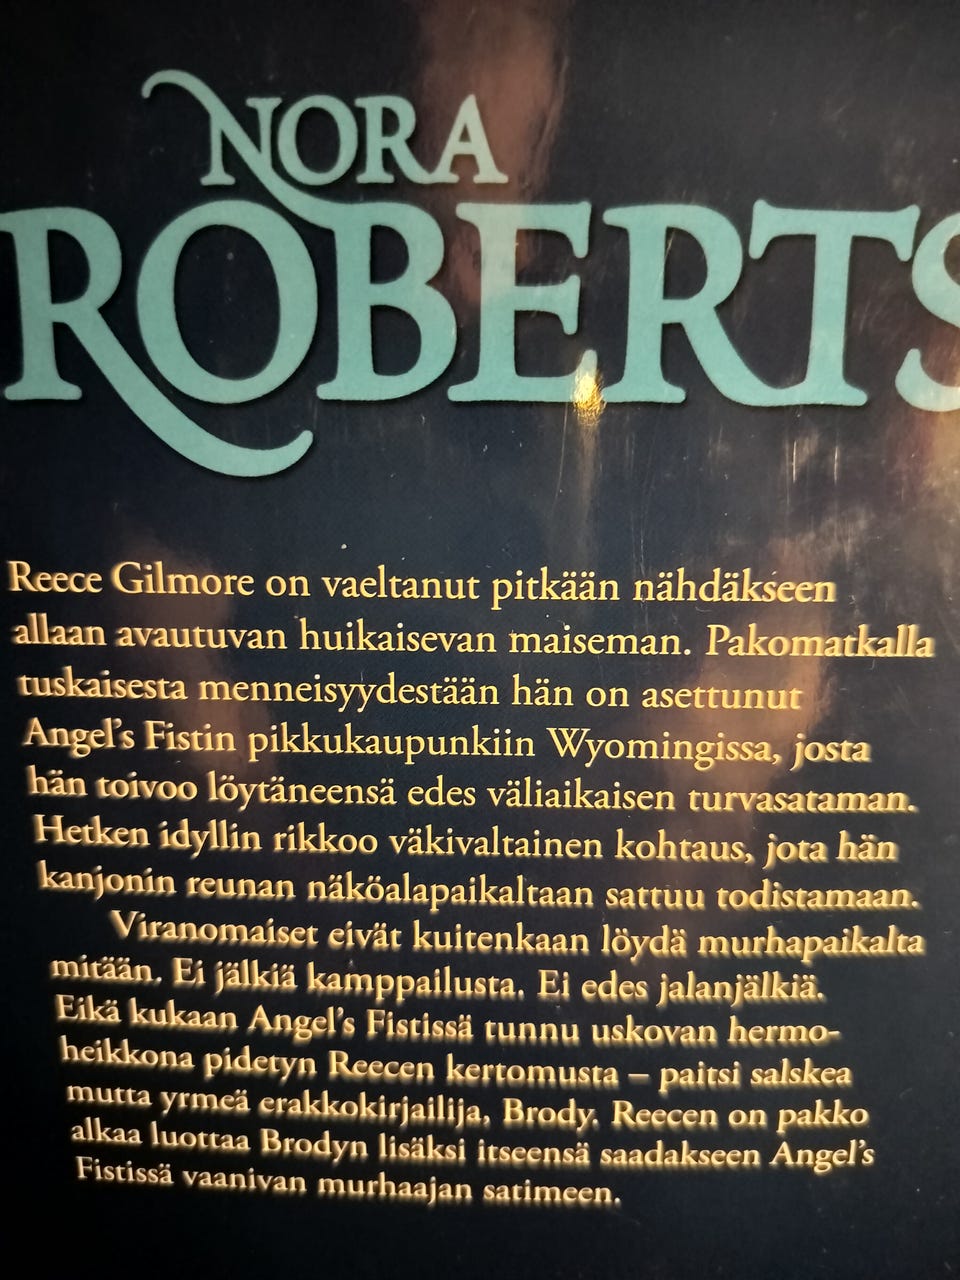 NORA
ROBERTS
Reece Gilmore on vaeltanut pitkään nähdäkseen
allaan avautuvan huikaisevan maiseman. Pakomatkalla
tuskaisesta menneisyydestään hän on asettunut
Angel's Fistin pikkukaupunkiin Wyomingissa, josta
hän toivoo löytäneensä edes väliaikaisen turvasataman.
Hetken idyllin rikkoo väkivaltainen kohtaus, jota hän
kanjonin reunan näköalapaikaltaan sattuu todistamaan.
Viranomaiset eivät kuitenkaan löydä murhapaikalta
mitään. Ei jälkiä kamppailusta. Ei edes jalanjälkiä.
Eikä kukaan Angel's Fistissä tunnu uskovan hermo-
heikkona pidetyn Reecen kertomusta – paitsi salskea
mutta yrmeä erakkokirjailija, Brody. Reecen on pakko
alkaa luottaa Brodyn lisäksi itseensä saadakseen Angel's
Fistissä vaanivan murhaajan satimeen.